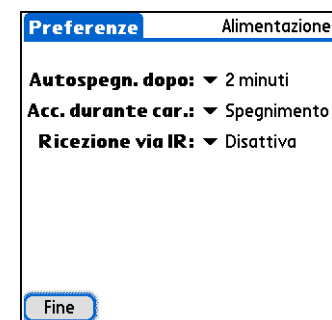 Preferenze Alimentazione
Autospegn. dopo: 2 minuti
Acc. durante car.: Spegnimento
Ricezione via IR: Disattiva
Fine